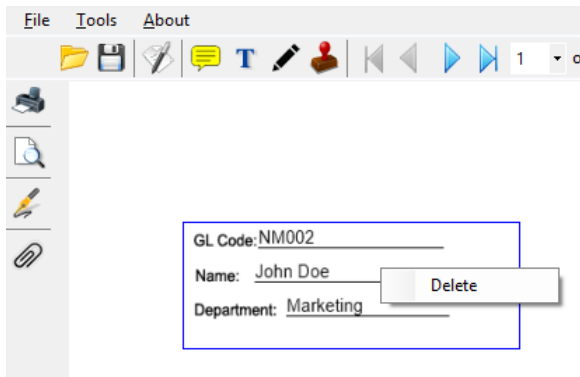 File Tools About
T 1 o
GL Code: NM002
Name: John Doe
Delete
Department: Marketing